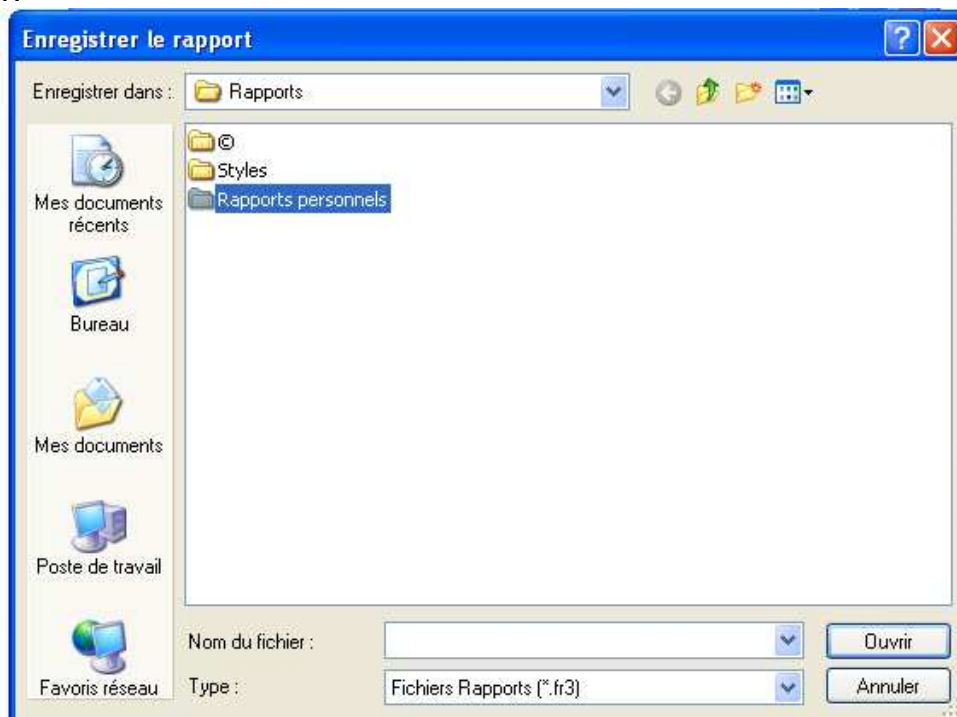 Enregistrer le rapport
Enregistrer dans :
Rapports
©
Styles
Rapports personnels
Mes documents
récents
Bureau
Mes documents
Poste de travail
Favoris réseau
Nom du fichier :
Ouvrir
Type :
Fichiers Rapports (*.fr3)
Annuler